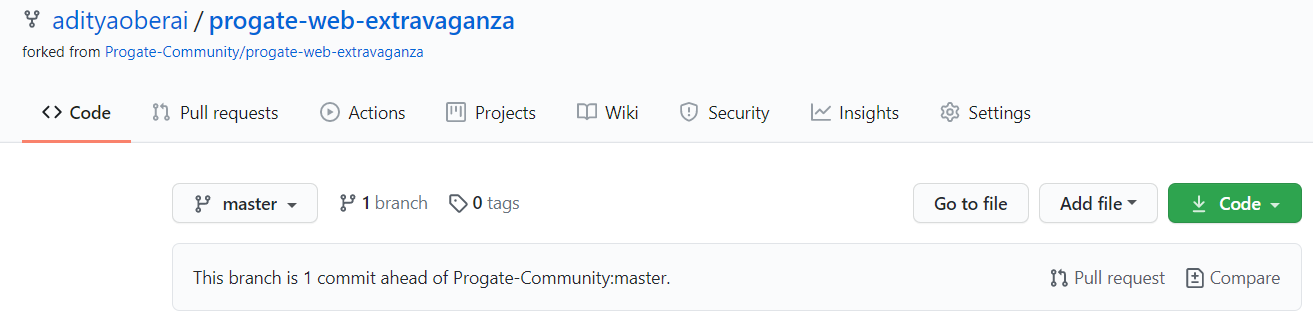 adityaoberai / progate-web-extravaganza
forked from Progate-Community/progate-web-extravaganza
Code Pull requests Actions Projects Wiki Security Insights Settings
master 1 branch 0 tags Go to file Add file Code
This branch is 1 commit ahead of Progate-Community:master. Pull request Compare